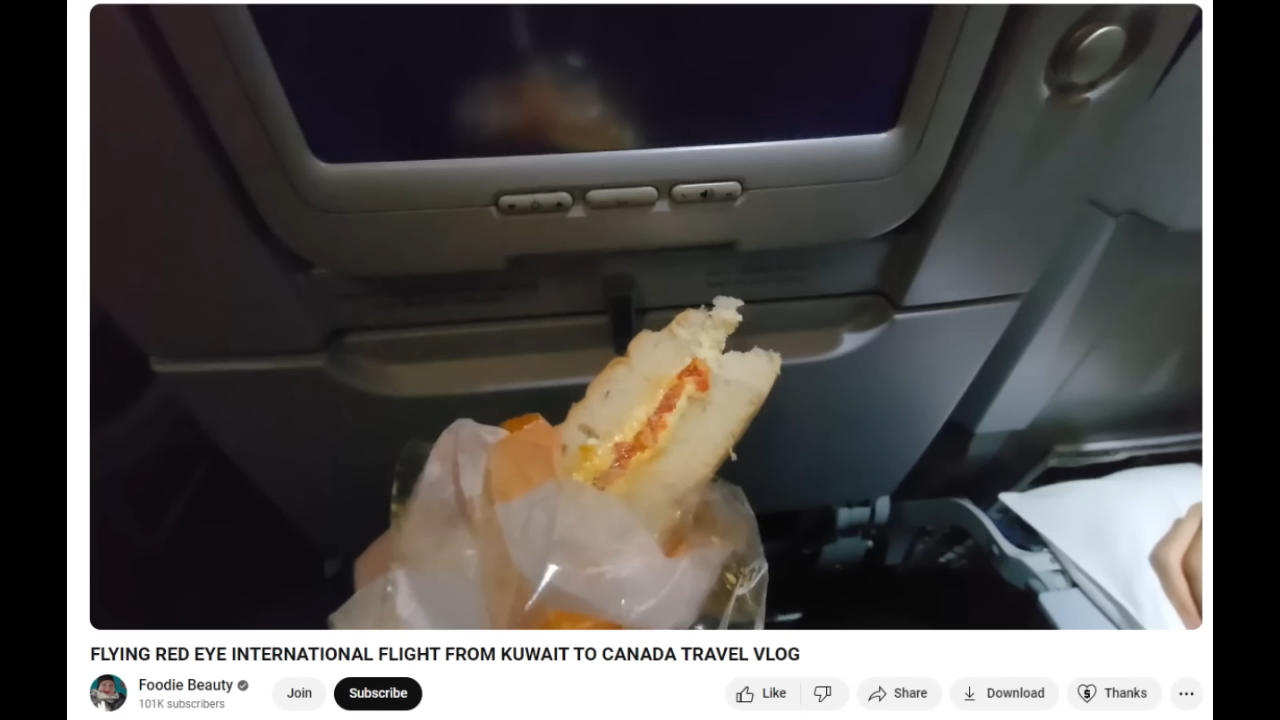 FLYING RED EYE INTERNATIONAL FLIGHT FROM KUWAIT TO CANADA TRAVEL VLOG
Foodie Beauty
101K subscribers
Join
Subscribe
Like
Share
Download
Thanks